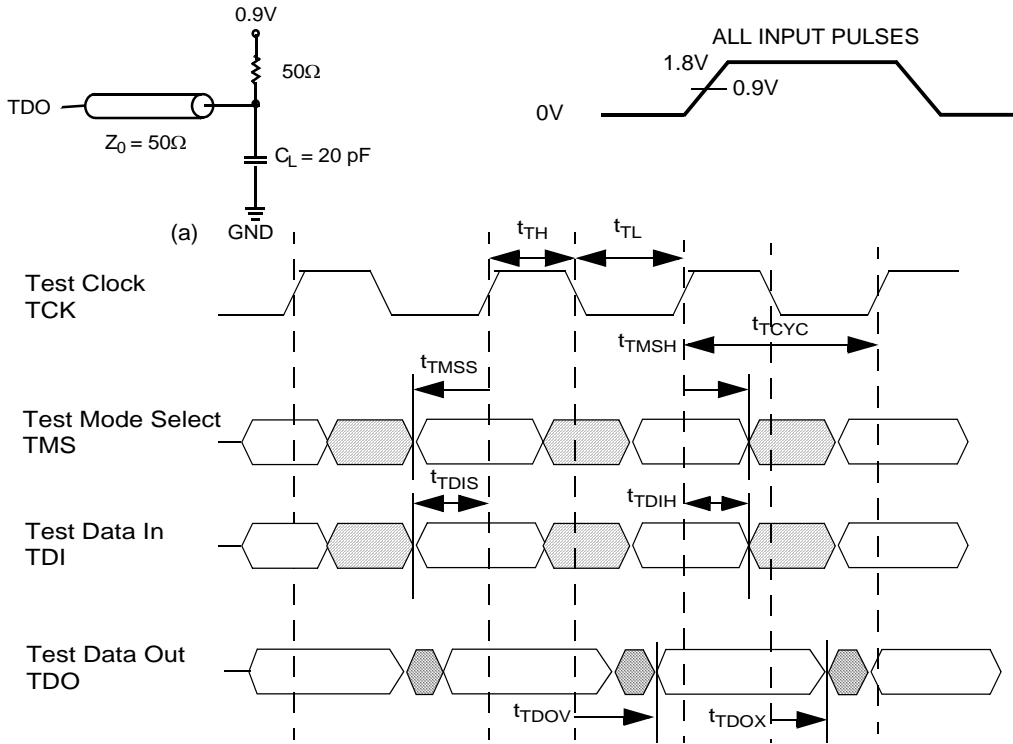 0.9V
50Ω
TDO
Z0 = 50Ω
CL = 20 pF
(a)
GND
ALL INPUT PULSES
1.8V
0.9V
0V
tTH
tTL
Test Clock
TCK
tTCYC
tTMSH
tTMSS
Test Mode Select
TMS
tTDIS
tTDIH
Test Data In
TDI
Test Data Out
TDO
tTDOV
tTDOX